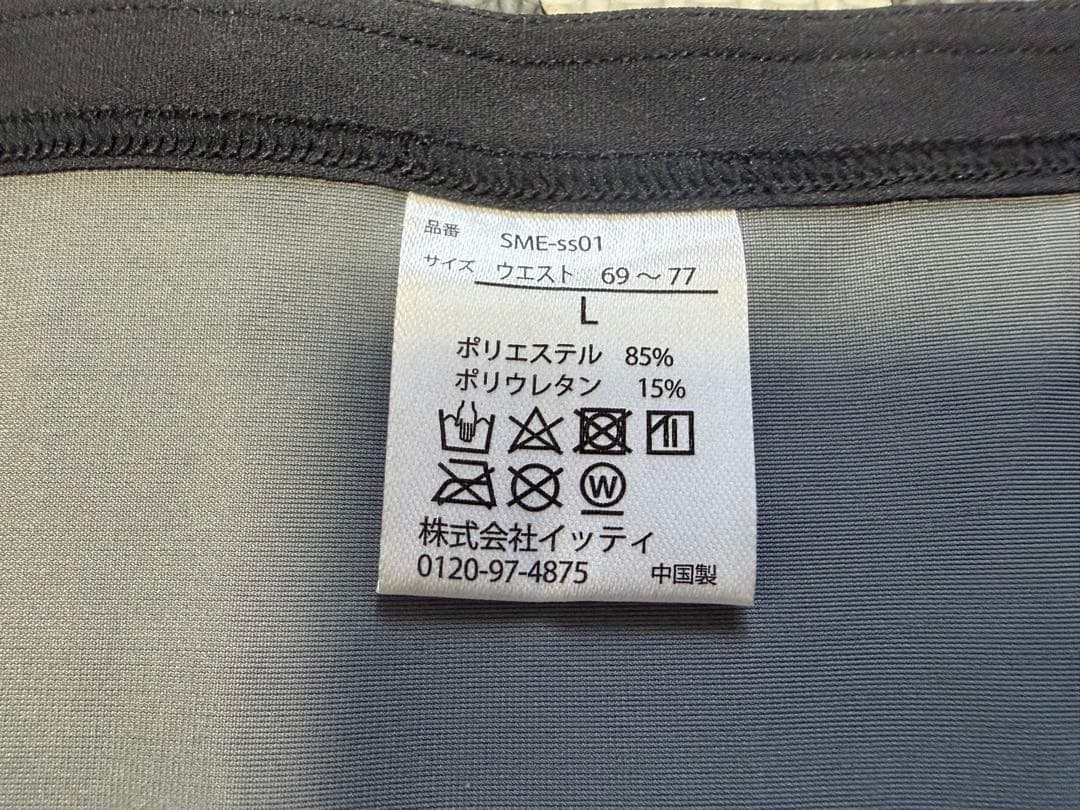 品番 SME-ss01
サイズ ウエスト 69～77
L
ポリエステル 85%
ポリウレタン 15%
W
株式会社イッティ
0120-97-4875 中国製